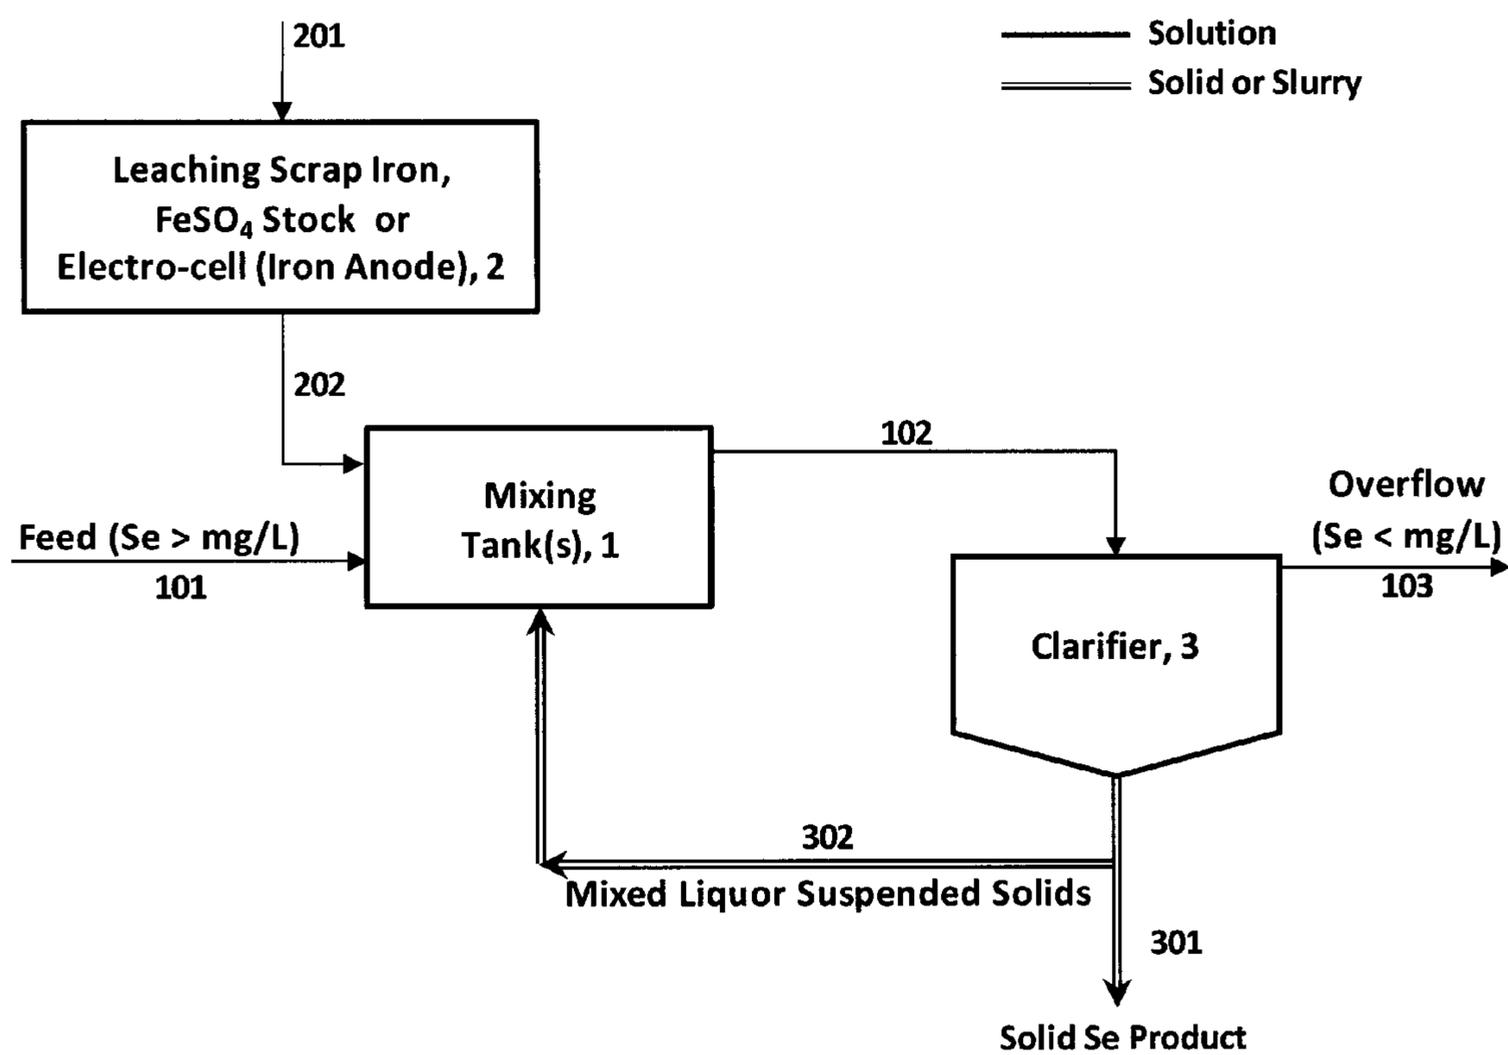 201
Solution
Solid or Slurry
Leaching Scrap Iron,
FeSO₄ Stock or
Electro-cell (Iron Anode), 2
202
102
Mixing
Tank(s), 1
Feed (Se > mg/L)
101
Overflow
(Se < mg/L)
103
Clarifier, 3
302
Mixed Liquor Suspended Solids
301
Solid Se Product